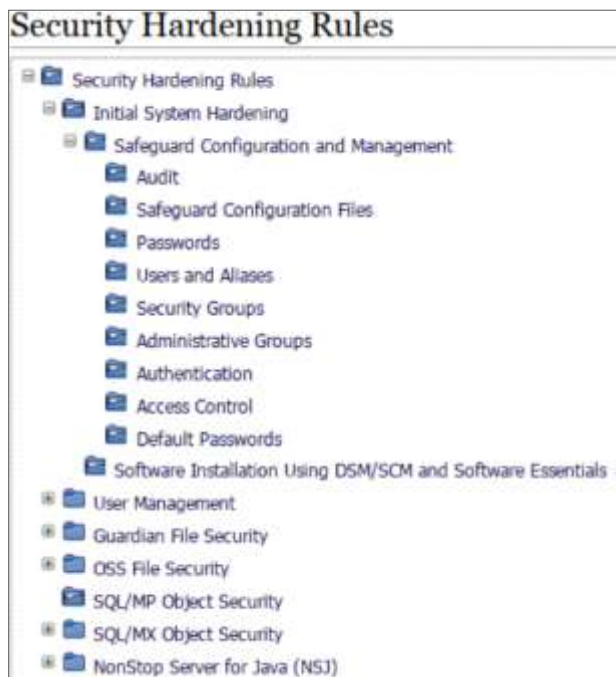 Security Hardening Rules
Security Hardening Rules
Initial System Hardening
Safeguard Configuration and Management
Audit
Safeguard Configuration Files
Passwords
Users and Aliases
Security Groups
Administrative Groups
Authentication
Access Control
Default Passwords
Software Installation Using DSM/SCM and Software Essentials
User Management
Guardian File Security
OSS File Security
SQL/MP Object Security
SQL/MX Object Security
NonStop Server for Java (NSJ)